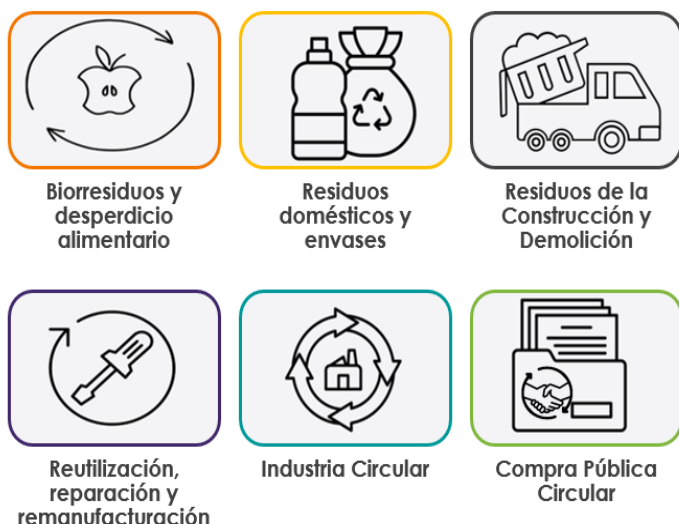 Biorresiduos y
desperdicio
alimentario
Residuos
domésticos y
envases
Residuos de la
Construcción y
Demolición
Reutilización,
reparación y
remanufacturación
Industria Circular
Compra Pública
Circular